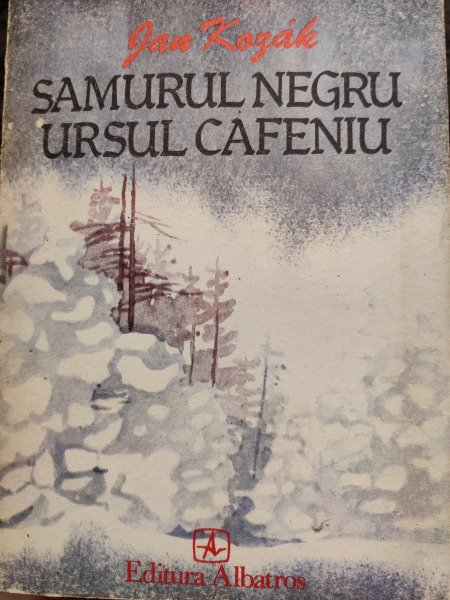 Jan Kozák
SAMURUL NEGRU
URSUL CAFENIU
Editura Albatros